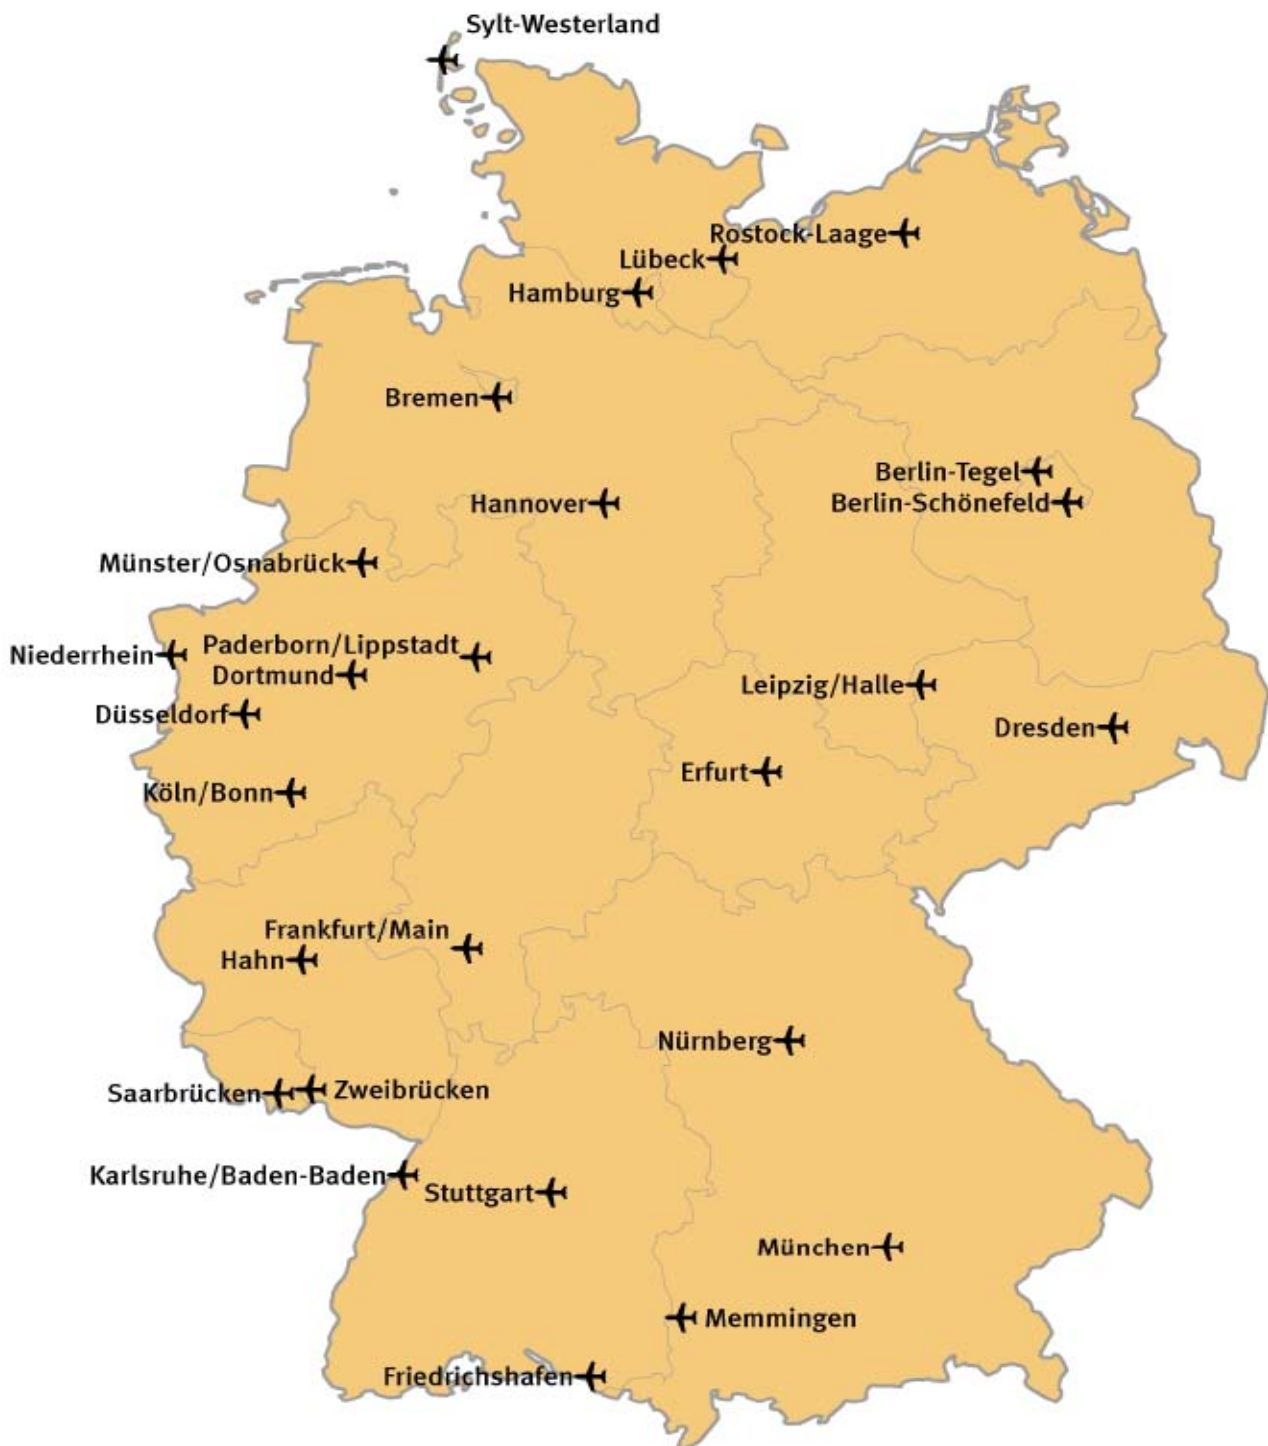 Sylt-Westerland
Rostock-Laage
Lübeck
Hamburg
Bremen
Berlin-Tegel
Berlin-Schönefeld
Hannover
Münster/Osnabrück
Paderborn/Lippstadt
Niederrhein
Dortmund
Leipzig/Halle
Düsseldorf
Dresden
Erfurt
Köln/Bonn
Frankfurt/Main
Hahn
Nürnberg
Saarbrücken
Zweibrücken
Karlsruhe/Baden-Baden
Stuttgart
München
Memmingen
Friedrichshafen